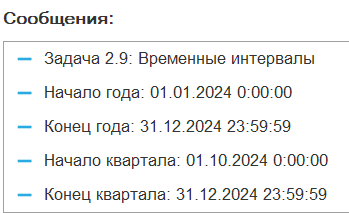 Сообщения:
Задача 2.9: Временные интервалы
Начало года: 01.01.2024 0:00:00
Конец года: 31.12.2024 23:59:59
Начало квартала: 01.10.2024 0:00:00
Конец квартала: 31.12.2024 23:59:59